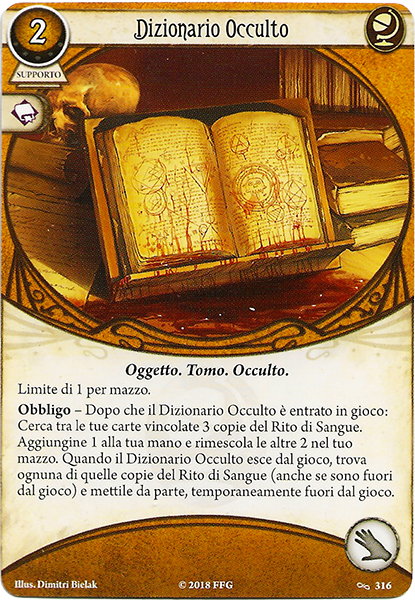 2
Dizionario Occulto
SUPPORTO
Oggetto. Tomo. Occulto.
Limite di 1 per mazzo.
Obbligo – Dopo che il Dizionario Occulto è entrato in gioco:
Cerca tra le tue carte vincolate 3 copie del Rito di Sangue.
Aggiungine 1 alla tua mano e rimescola le altre 2 nel tuo
mazzo. Quando il Dizionario Occulto esce dal gioco, trova
ognuna di quelle copie del Rito di Sangue (anche se sono fuori
dal gioco) e mettile da parte, temporaneamente fuori dal gioco.
Illus. Dimitri Bielak © 2018 FFG 316